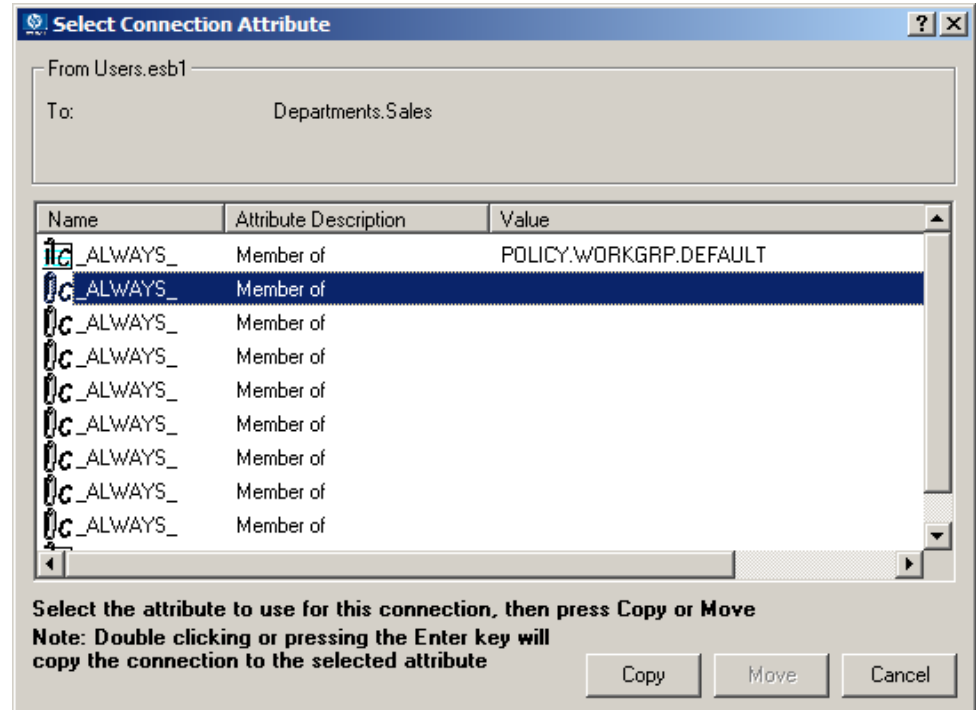 Select Connection Attribute
From Users.esb1
To: Departments.Sales
Name Attribute Description Value
_ALWAYS_ Member of POLICY.WORKGRP.DEFAULT
_ALWAYS_ Member of
_ALWAYS_ Member of
_ALWAYS_ Member of
_ALWAYS_ Member of
_ALWAYS_ Member of
_ALWAYS_ Member of
_ALWAYS_ Member of
_ALWAYS_ Member of
Select the attribute to use for this connection, then press Copy or Move
Note: Double clicking or pressing the Enter key will
copy the connection to the selected attribute
Copy Move Cancel